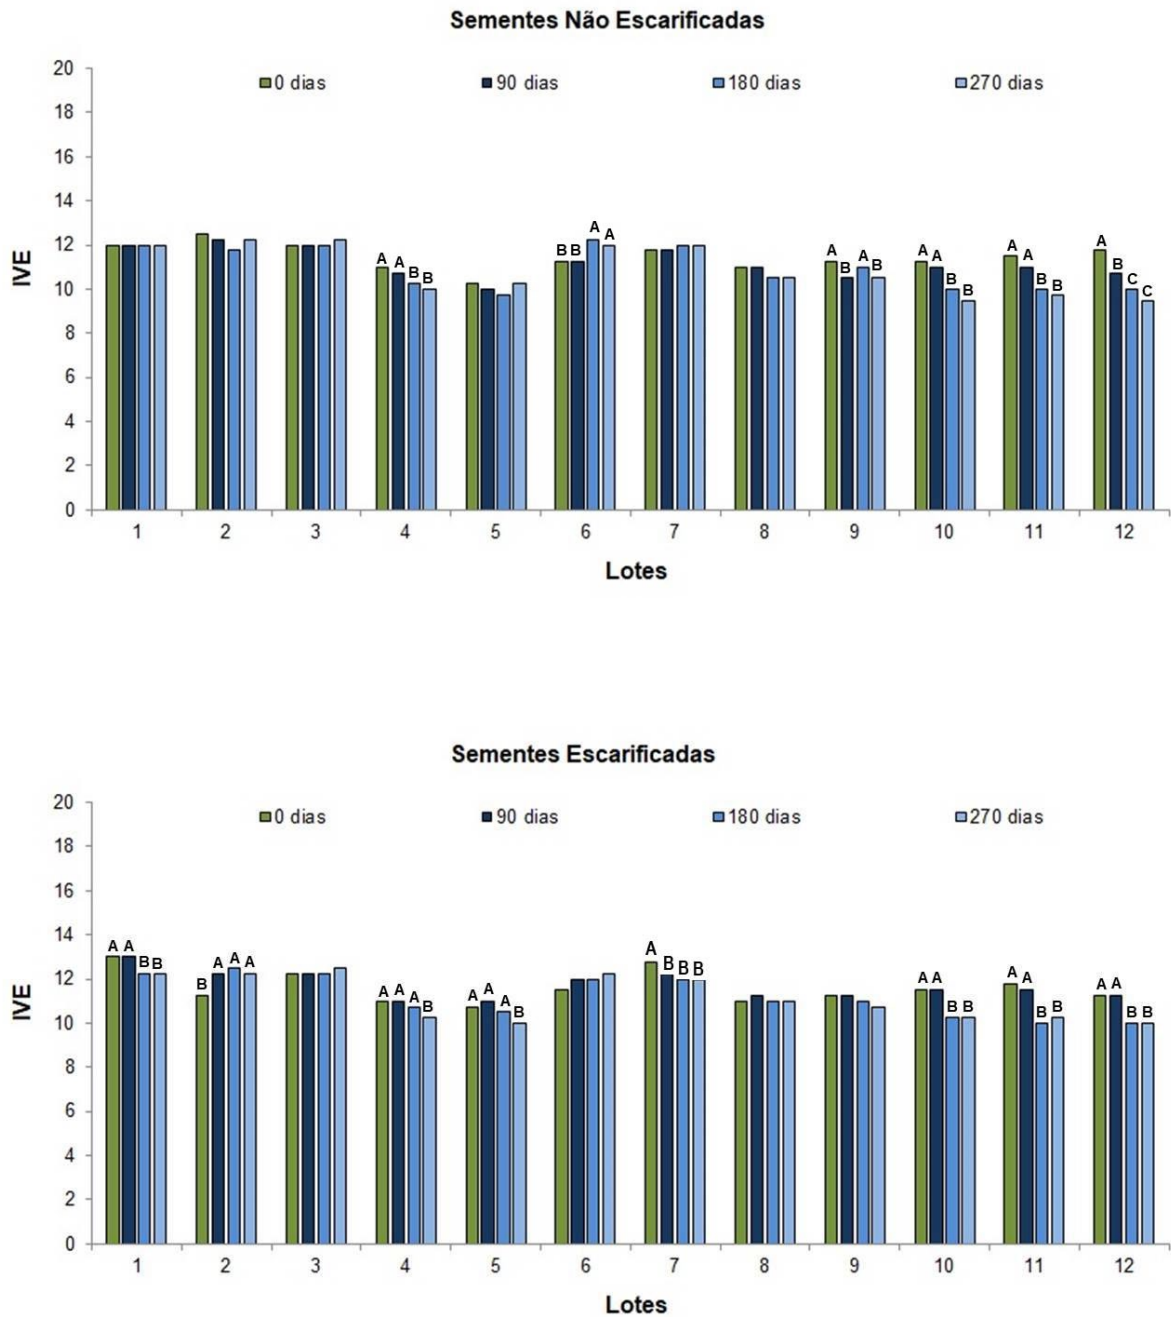 Sementes Não Escarificadas
20
0 dias 90 dias 180 dias 270 dias
18
16
14
12
10
8
6
4
2
0
IVE
A A B B
B B A A
A B A B
A A B B
A A B B
A B C C
1 2 3 4 5 6 7 8 9 10 11 12
Lotes
Sementes Escarificadas
20
0 dias 90 dias 180 dias 270 dias
18
16
14
12
10
8
6
4
2
0
IVE
A A B B
B A A A
A A A B
A A A B
A B B B
A A B B
A A B B
A A B B
1 2 3 4 5 6 7 8 9 10 11 12
Lotes